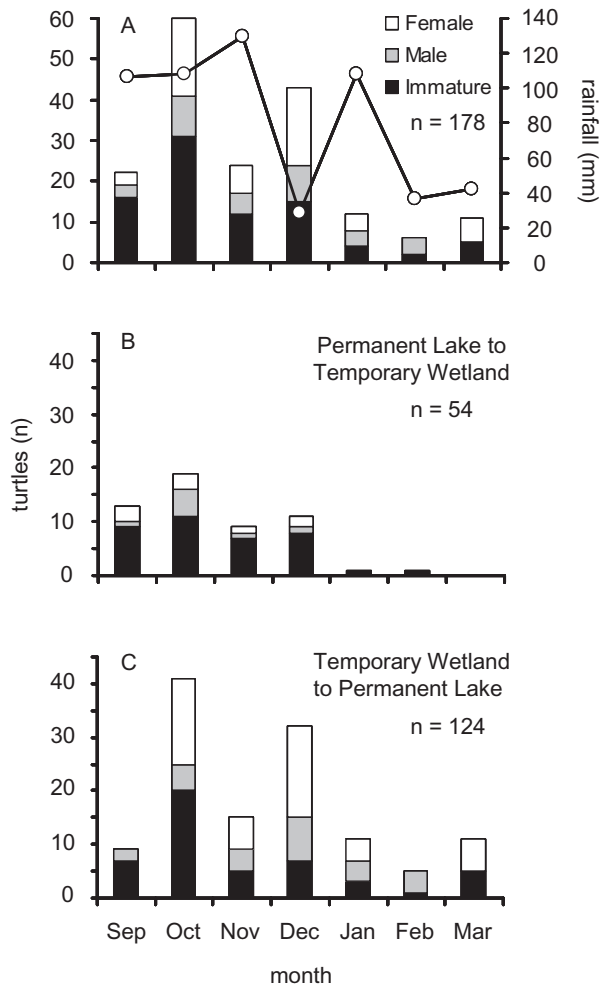 A
Female
Male
Immature
n = 178
60
50
40
30
20
10
0
140
120
100
80
60
40
20
0
rainfall (mm)
B
Permanent Lake to
Temporary Wetland
n = 54
40
30
20
10
0
turtles (n)
C
Temporary Wetland
to Permanent Lake
n = 124
40
30
20
10
0
Sep Oct Nov Dec Jan Feb Mar
month